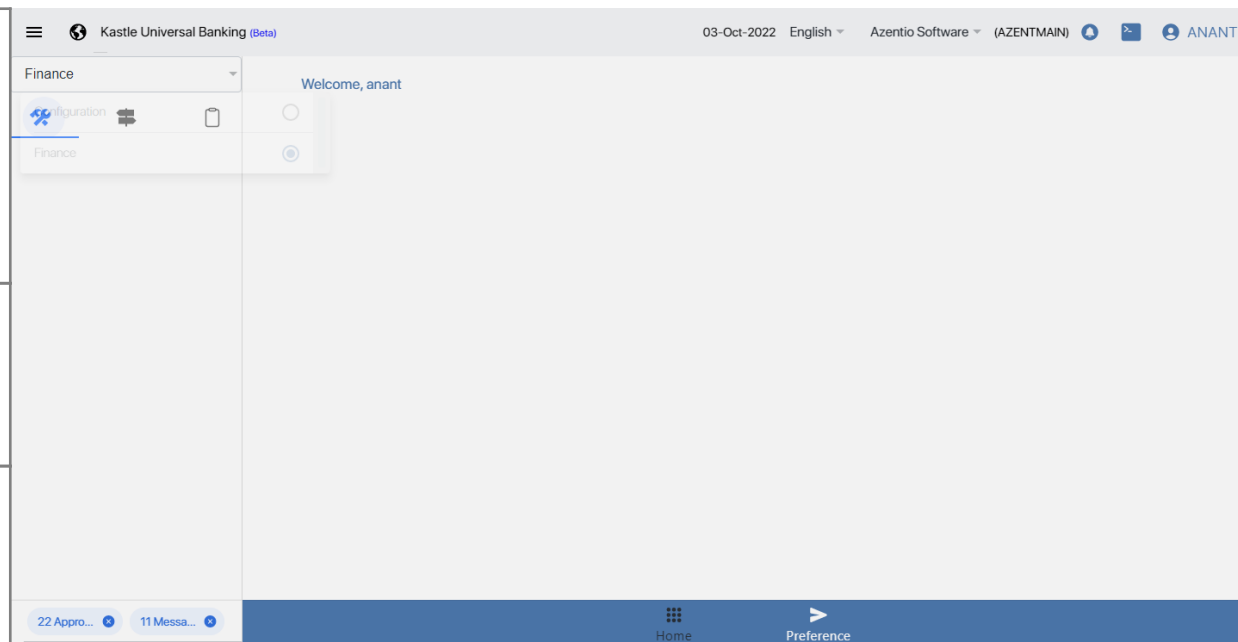 Kastle Universal Banking (Beta) 03-Oct-2022 English Azentio Software (AZENTMAIN) ANANT
Finance
Welcome, anant
Configuration
Finance
22 Appro... 11 Messa...
Home Preference